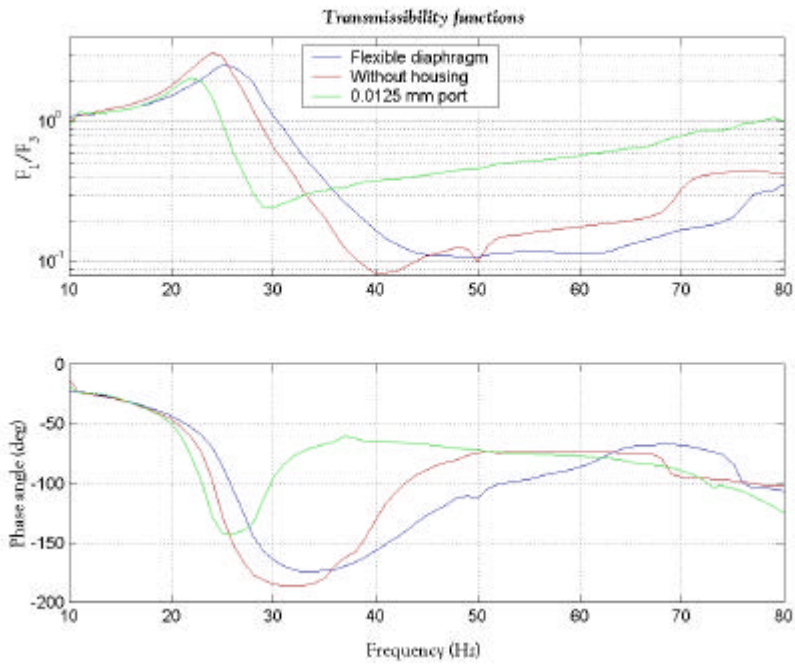 Transmissibility functions
Flexible diaphragm
Without housing
0.0125 mm port
F1/F3
10^0
10^-1
10 20 30 40 50 60 70 80
Phase angle (deg)
0
-50
-100
-150
-200
10 20 30 40 50 60 70 80
Frequency (Hz)